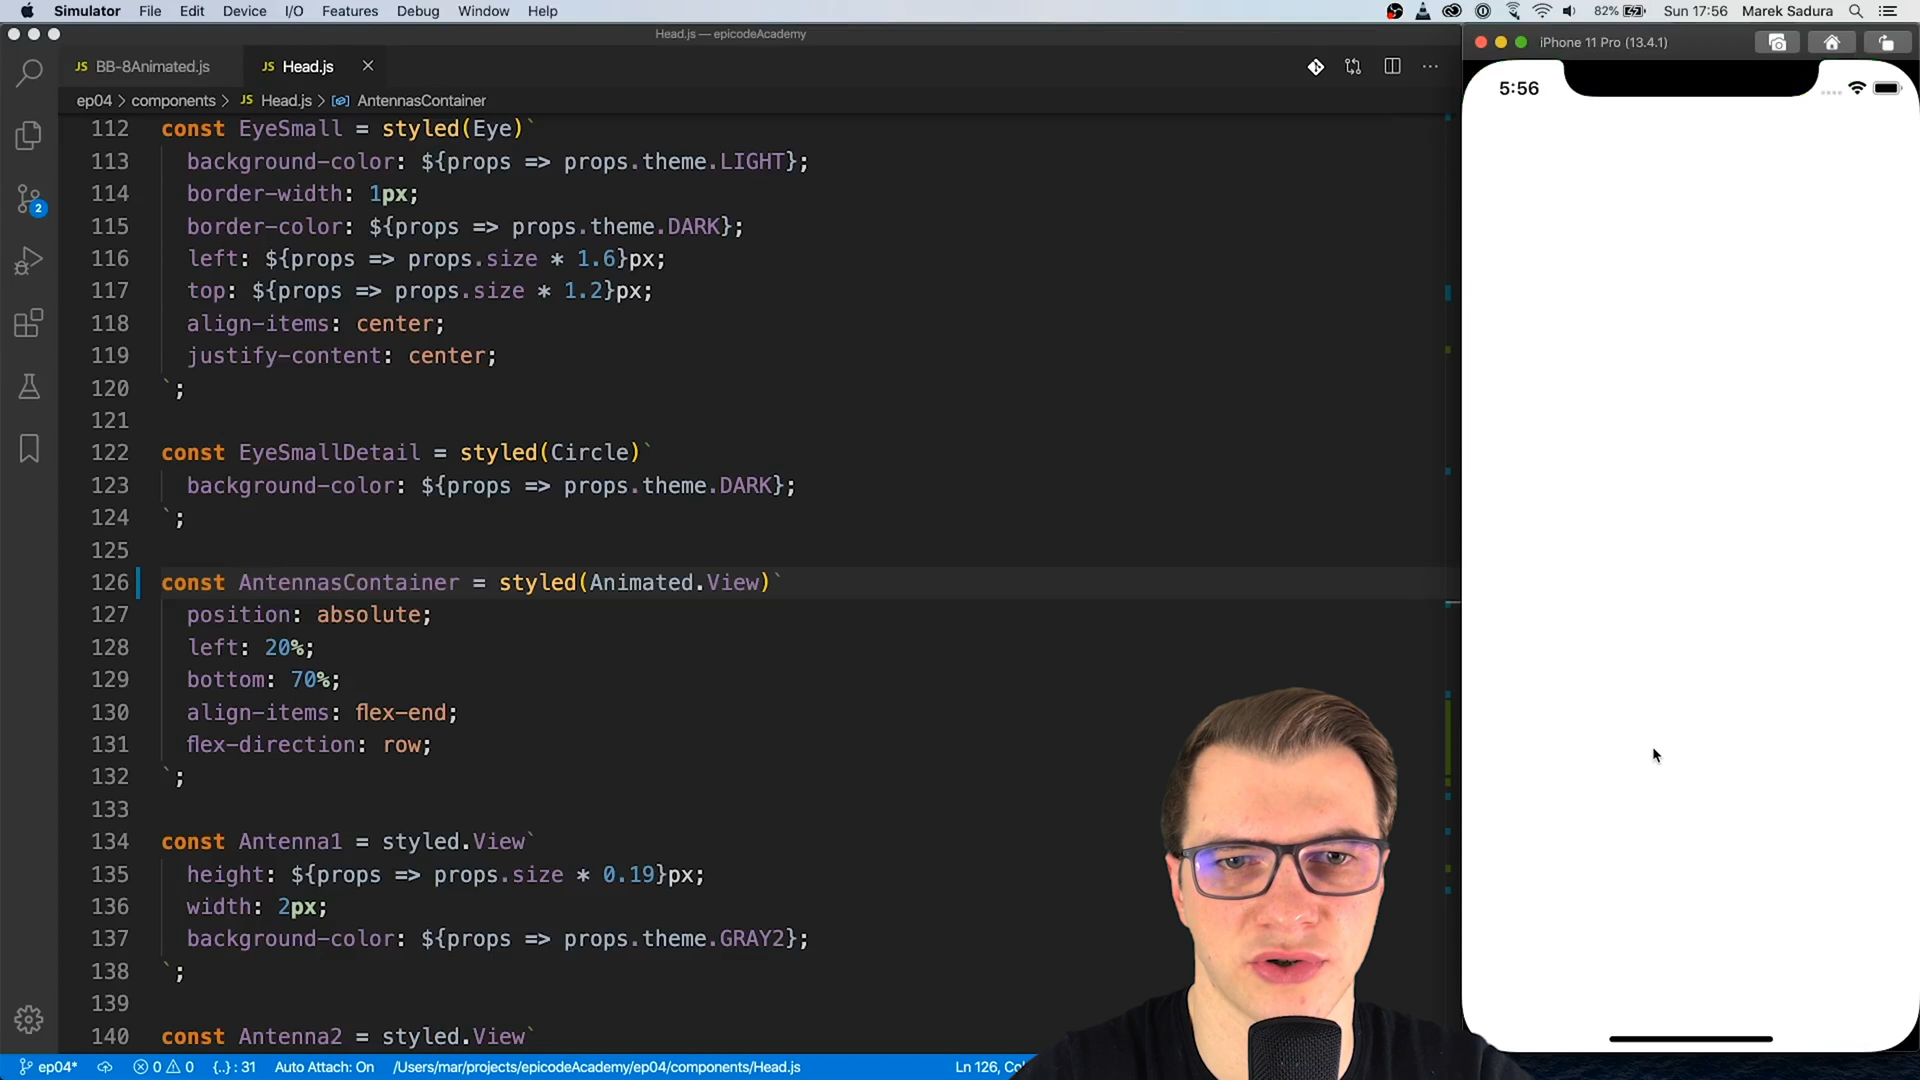 Simulator File Edit Device I/O Features Debug Window Help 82% Sun 17:56 Marek Sadura
Head.js — epicodeAcademy
iPhone 11 Pro (13.4.1)
JS BB-8Animated.js JS Head.js
5:56
ep04 > components > JS Head.js > AntennasContainer
112 const EyeSmall = styled(Eye)`
113 background-color: ${props => props.theme.LIGHT};
114 border-width: 1px;
115 border-color: ${props => props.theme.DARK};
116 left: ${props => props.size * 1.6}px;
117 top: ${props => props.size * 1.2}px;
118 align-items: center;
119 justify-content: center;
120 `;
121
122 const EyeSmallDetail = styled(Circle)`
123 background-color: ${props => props.theme.DARK};
124 `;
125
126 const AntennasContainer = styled(Animated.View)`
127 position: absolute;
128 left: 20%;
129 bottom: 70%;
130 align-items: flex-end;
131 flex-direction: row;
132 `;
133
134 const Antenna1 = styled.View`
135 height: ${props => props.size * 0.19}px;
136 width: 2px;
137 background-color: ${props => props.theme.GRAY2};
138 `;
139
140 const Antenna2 = styled.View`
2
ep04* 0 0 {..} : 31 Auto Attach: On /Users/mar/projects/epicodeAcademy/ep04/components/Head.js Ln 126,